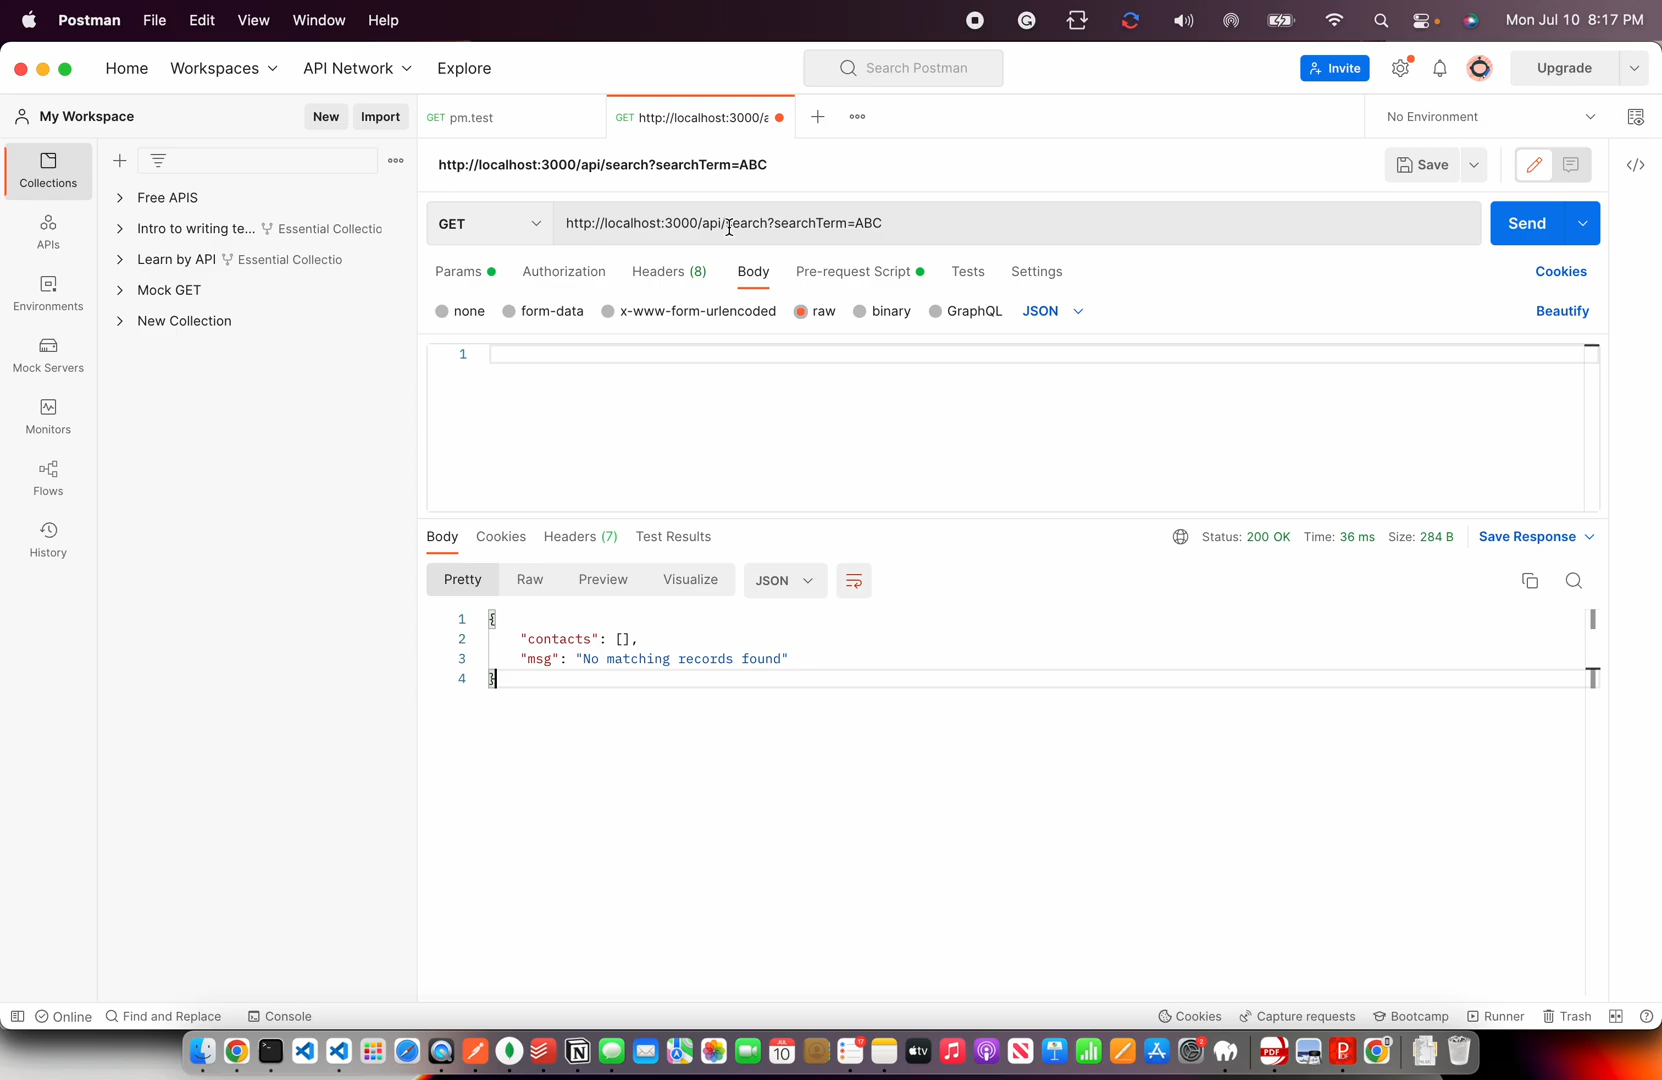 Postman File Edit View Window Help Mon Jul 10 8:17 PM
Home Workspaces API Network Explore Search Postman Invite Upgrade
My Workspace New Import GET pm.test GET http://localhost:3000/a No Environment
Collections
APIs
Environments
Mock Servers
Monitors
Flows
History
Free APIS
Intro to writing te... Essential Collectio
Learn by API Essential Collectio
Mock GET
New Collection
http://localhost:3000/api/search?searchTerm=ABC Save
GET http://localhost:3000/api/search?searchTerm=ABC Send
Params Authorization Headers (8) Body Pre-request Script Tests Settings Cookies
none form-data x-www-form-urlencoded raw binary GraphQL JSON Beautify
1
Body Cookies Headers (7) Test Results Status: 200 OK Time: 36 ms Size: 284 B Save Response
Pretty Raw Preview Visualize JSON
1 {
2 "contacts": [],
3 "msg": "No matching records found"
4 }
Online Find and Replace Console Cookies Capture requests Bootcamp Runner Trash
JUL 10 17 tv 2 PDF